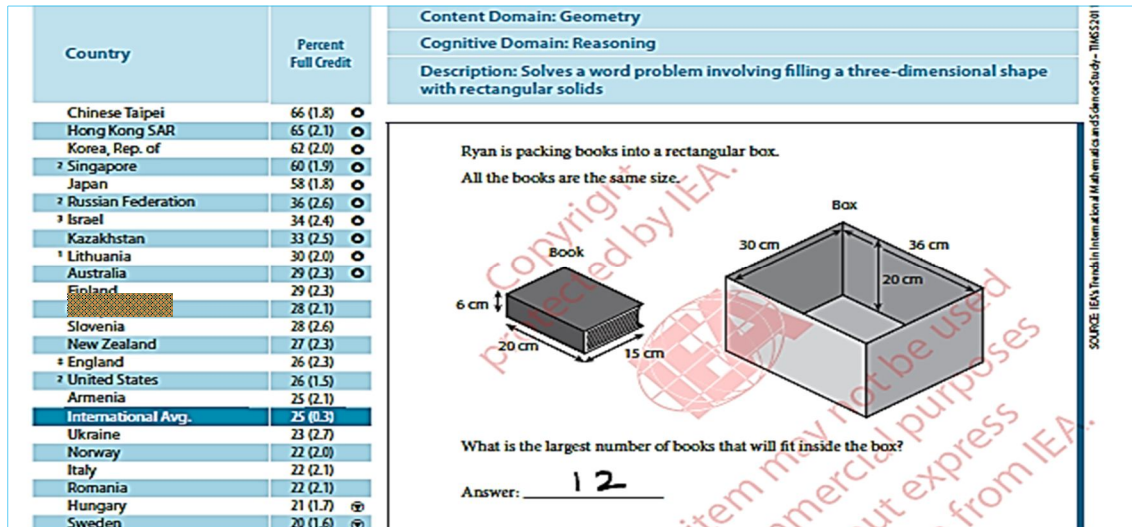 Country
Percent
Full Credit
Chinese Taipei 66 (1.8)
Hong Kong SAR 65 (2.1)
Korea, Rep. of 62 (2.0)
2 Singapore 60 (1.9)
Japan 58 (1.8)
2 Russian Federation 36 (2.6)
3 Israel 34 (2.4)
Kazakhstan 33 (2.5)
1 Lithuania 30 (2.0)
Australia 29 (2.3)
Finland 29 (2.3)
28 (2.1)
Slovenia 28 (2.6)
New Zealand 27 (2.3)
‡ England 26 (2.3)
2 United States 26 (1.5)
Armenia 25 (2.1)
International Avg. 25 (0.3)
Ukraine 23 (2.7)
Norway 22 (2.0)
Italy 22 (2.1)
Romania 22 (2.1)
Hungary 21 (1.7)
Sweden 20 (1.6)
Content Domain: Geometry
Cognitive Domain: Reasoning
Description: Solves a word problem involving filling a three-dimensional shape
with rectangular solids
Ryan is packing books into a rectangular box.
All the books are the same size.
Book
6 cm
20 cm
15 cm
Box
30 cm
36 cm
20 cm
What is the largest number of books that will fit inside the box?
Answer: 12
Copyright
protected by IEA.
IEA
item may not be used
commercial purposes
out express
from IEA.
SOURCE: IEA's Trends in International Mathematics and Science Study – TIMSS 2011